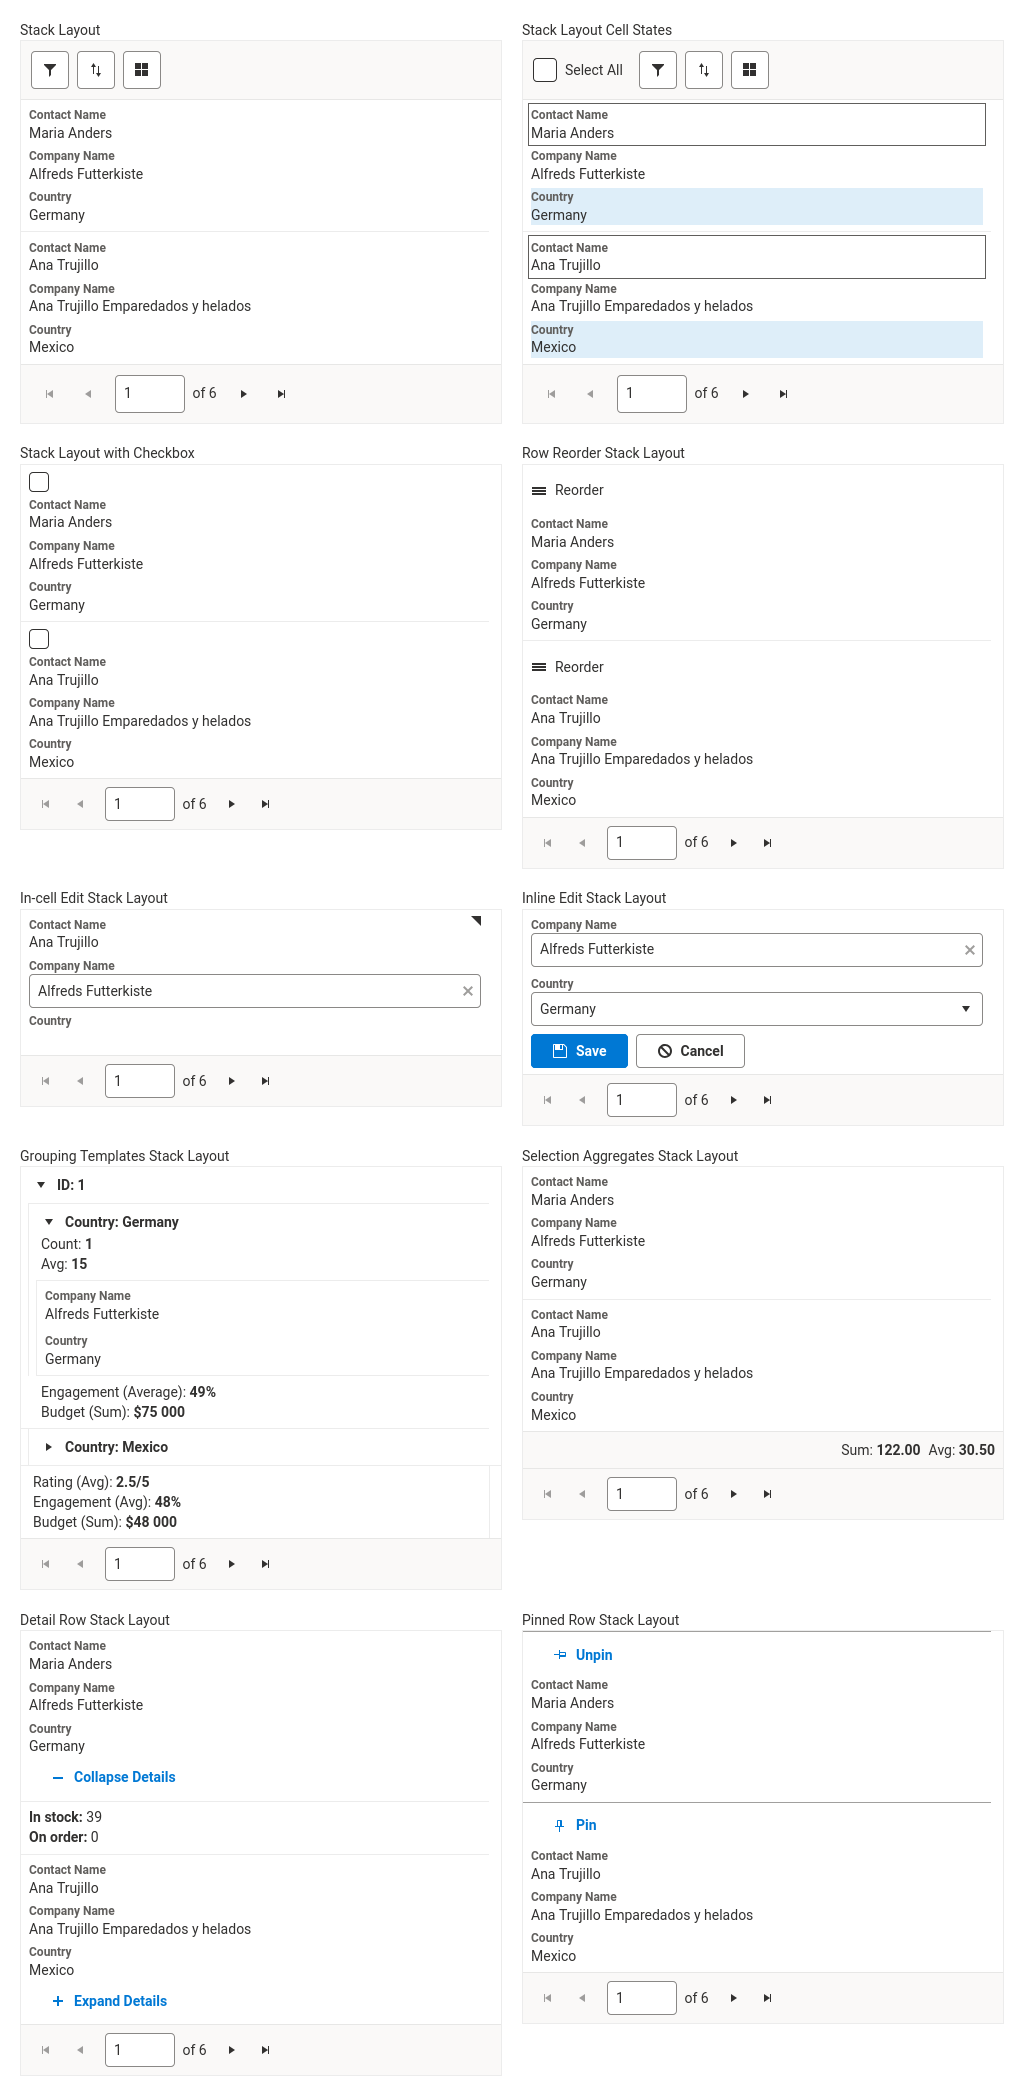 Stack Layout
Contact Name
Maria Anders
Company Name
Alfreds Futterkiste
Country
Germany
Contact Name
Ana Trujillo
Company Name
Ana Trujillo Emparedados y helados
Country
Mexico
1 of 6
Stack Layout Cell States
Select All
Contact Name
Maria Anders
Company Name
Alfreds Futterkiste
Country
Germany
Contact Name
Ana Trujillo
Company Name
Ana Trujillo Emparedados y helados
Country
Mexico
1 of 6
Stack Layout with Checkbox
Contact Name
Maria Anders
Company Name
Alfreds Futterkiste
Country
Germany
Contact Name
Ana Trujillo
Company Name
Ana Trujillo Emparedados y helados
Country
Mexico
1 of 6
Row Reorder Stack Layout
Reorder
Contact Name
Maria Anders
Company Name
Alfreds Futterkiste
Country
Germany
Reorder
Contact Name
Ana Trujillo
Company Name
Ana Trujillo Emparedados y helados
Country
Mexico
1 of 6
In-cell Edit Stack Layout
Contact Name
Ana Trujillo
Company Name
Alfreds Futterkiste
Country
1 of 6
Inline Edit Stack Layout
Company Name
Alfreds Futterkiste
Country
Germany
Save Cancel
1 of 6
Grouping Templates Stack Layout
ID: 1
Country: Germany
Count: 1
Avg: 15
Company Name
Alfreds Futterkiste
Country
Germany
Engagement (Average): 49%
Budget (Sum): $75 000
Country: Mexico
Rating (Avg): 2.5/5
Engagement (Avg): 48%
Budget (Sum): $48 000
1 of 6
Selection Aggregates Stack Layout
Contact Name
Maria Anders
Company Name
Alfreds Futterkiste
Country
Germany
Contact Name
Ana Trujillo
Company Name
Ana Trujillo Emparedados y helados
Country
Mexico
Sum: 122.00 Avg: 30.50
1 of 6
Detail Row Stack Layout
Contact Name
Maria Anders
Company Name
Alfreds Futterkiste
Country
Germany
Collapse Details
In stock: 39
On order: 0
Contact Name
Ana Trujillo
Company Name
Ana Trujillo Emparedados y helados
Country
Mexico
Expand Details
1 of 6
Pinned Row Stack Layout
Unpin
Contact Name
Maria Anders
Company Name
Alfreds Futterkiste
Country
Germany
Pin
Contact Name
Ana Trujillo
Company Name
Ana Trujillo Emparedados y helados
Country
Mexico
1 of 6